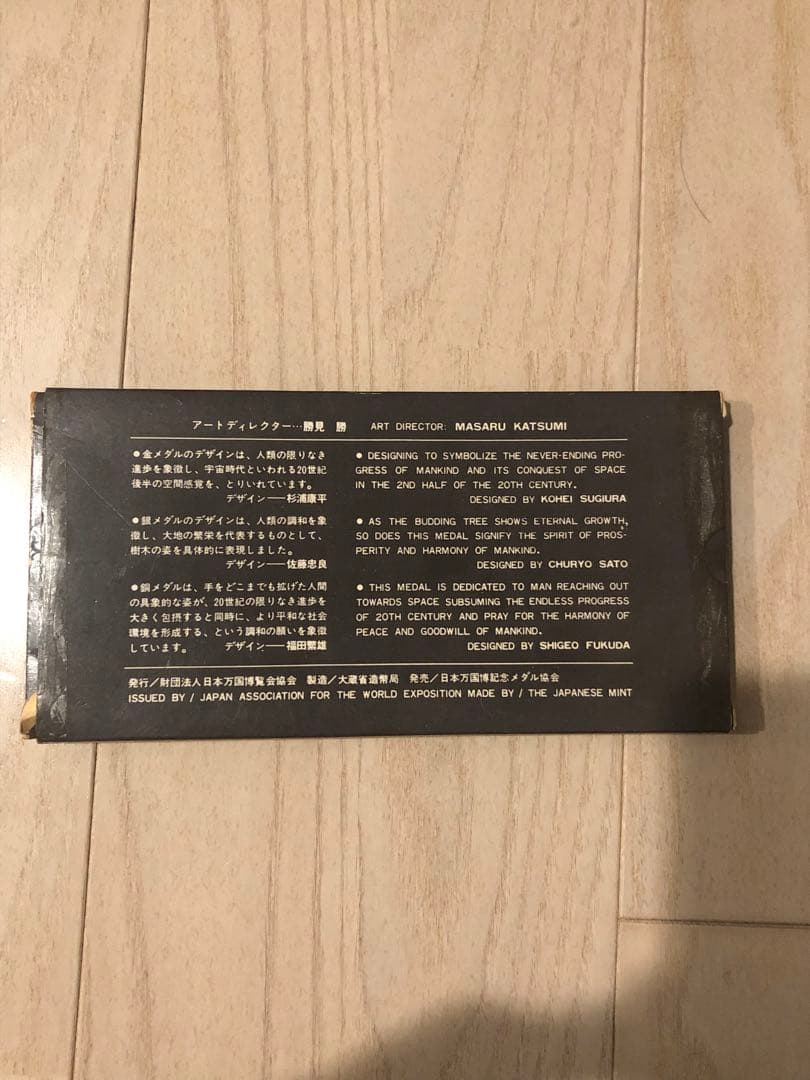 アートディレクター…勝見　勝　ART DIRECTOR: MASARU KATSUMI
●金メダルのデザインは、人類の限りなき
進歩を象徴し、宇宙時代といわれる20世紀
後半の空間感覚を、とりいれています。
デザイン──杉浦康平
● DESIGNING TO SYMBOLIZE THE NEVER-ENDING PRO-
GRESS OF MANKIND AND ITS CONQUEST OF SPACE
IN THE 2ND HALF OF THE 20TH CENTURY.
DESIGNED BY KOHEI SUGIURA
●銀メダルのデザインは、人類の調和を象
徴し、大地の繁栄を代表するものとして、
樹木の姿を具体的に表現しました。
デザイン──佐藤忠良
● AS THE BUDDING TREE SHOWS ETERNAL GROWTH,
SO DOES THIS MEDAL SIGNIFY THE SPIRIT OF PROS-
PERITY AND HARMONY OF MANKIND.
DESIGNED BY CHURYO SATO
●銅メダルは、手をどこまでも拡げた人間
の具象的な姿が、20世紀の限りなき進歩を
大きく包摂すると同時に、より平和な社会
環境を形成する、という調和の願いを象徴
しています。　デザイン──福田繁雄
● THIS MEDAL IS DEDICATED TO MAN REACHING OUT
TOWARDS SPACE SUBSUMING THE ENDLESS PROGRESS
OF 20TH CENTURY AND PRAY FOR THE HARMONY OF
PEACE AND GOODWILL OF MANKIND.
DESIGNED BY SHIGEO FUKUDA
発行／財団法人日本万国博覧会協会　製造／大蔵省造幣局　発売／日本万国博記念メダル協会
ISSUED BY / JAPAN ASSOCIATION FOR THE WORLD EXPOSITION MADE BY / THE JAPANESE MINT